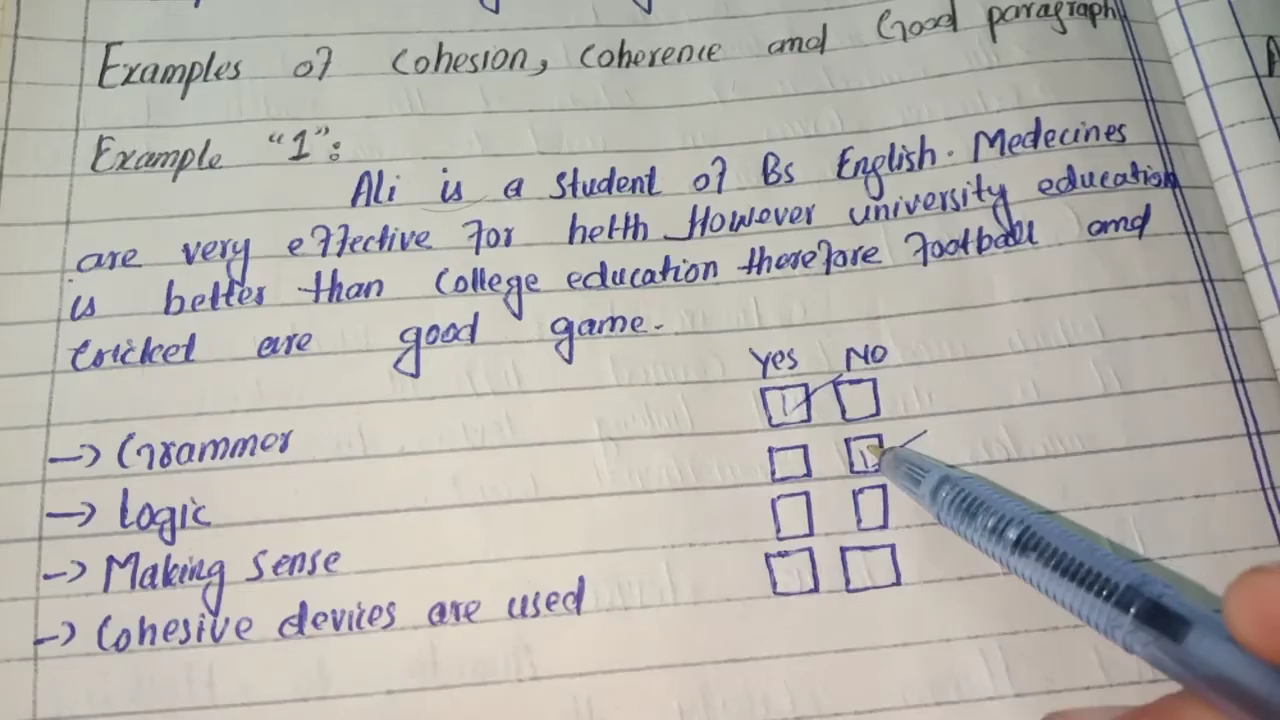 Examples of Cohesion, Coherence and Good paragraph
Example "1":
Ali is a student of Bs English. Medecines
are very effective for helth However university education
is better than College education therefore football and
Cricket are good game.
Yes No
→ Grammer
→ Logic
→ Making sense
→ Cohesive devices are used